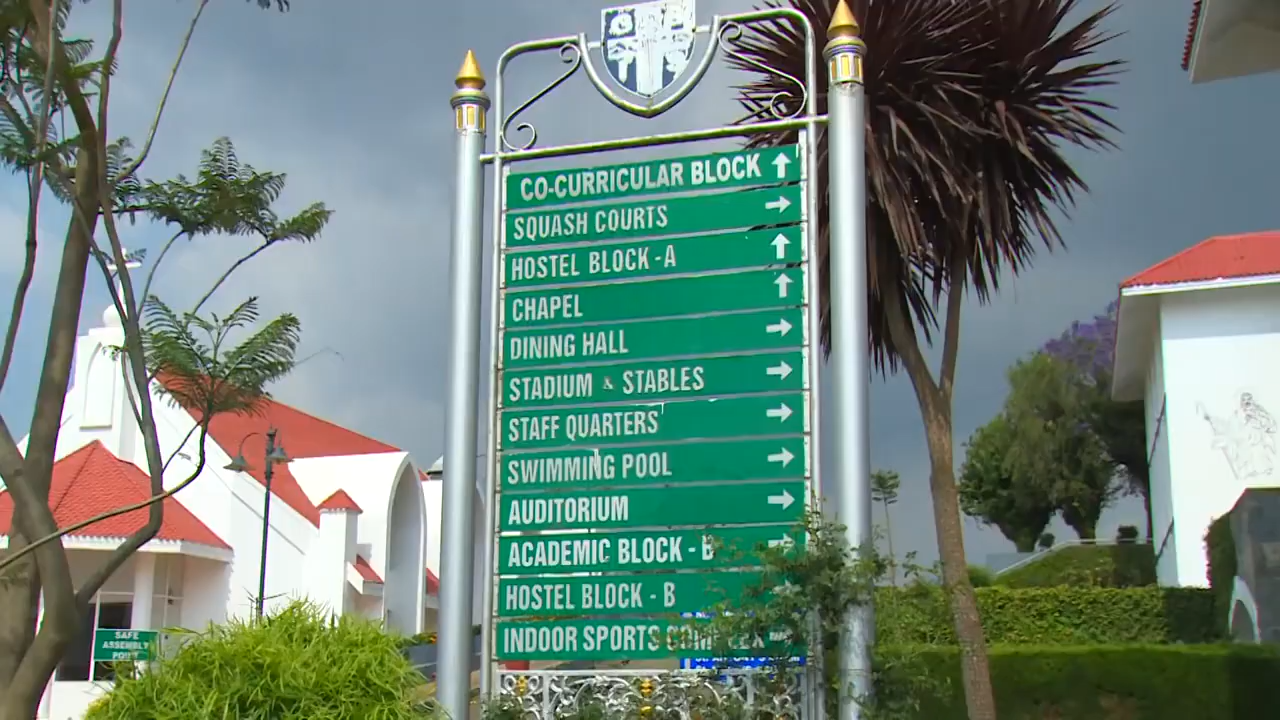 CO-CURRICULAR BLOCK ↑
SQUASH COURTS →
HOSTEL BLOCK - A ↑
CHAPEL ↑
DINING HALL →
STADIUM & STABLES →
STAFF QUARTERS →
SWIMMING POOL →
AUDITORIUM →
ACADEMIC BLOCK - B →
HOSTEL BLOCK - B
INDOOR SPORTS COMPLEX
SAFE
ASSEMBLY
POINT